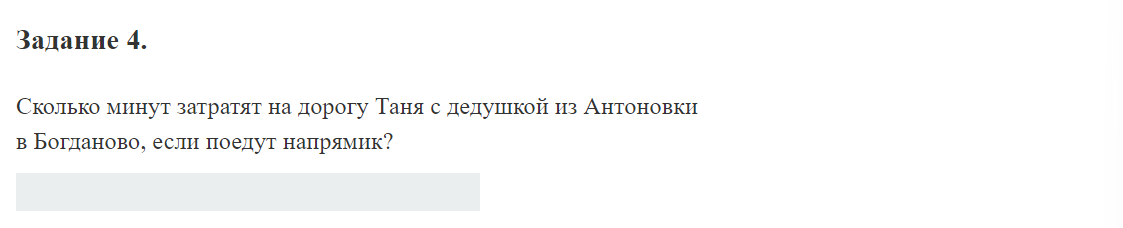 Задание 4.
Сколько минут затратят на дорогу Таня с дедушкой из Антоновки
в Богданово, если поедут напрямик?